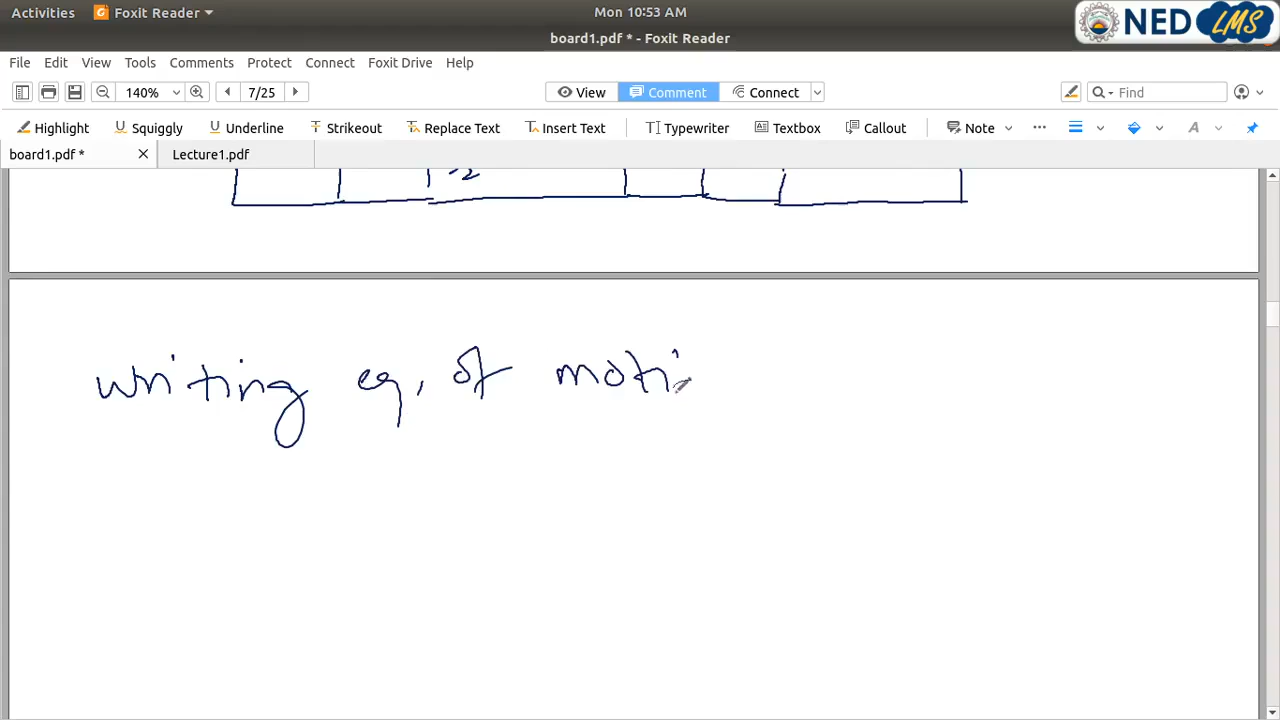 Activities Foxit Reader Mon 10:53 AM
board1.pdf * - Foxit Reader
NED LMS
File Edit View Tools Comments Protect Connect Foxit Drive Help
140% 7/25 View Comment Connect Find
Highlight Squiggly Underline Strikeout Replace Text Insert Text Typewriter Textbox Callout Note ... A
board1.pdf * Lecture1.pdf
writing eq. of moti